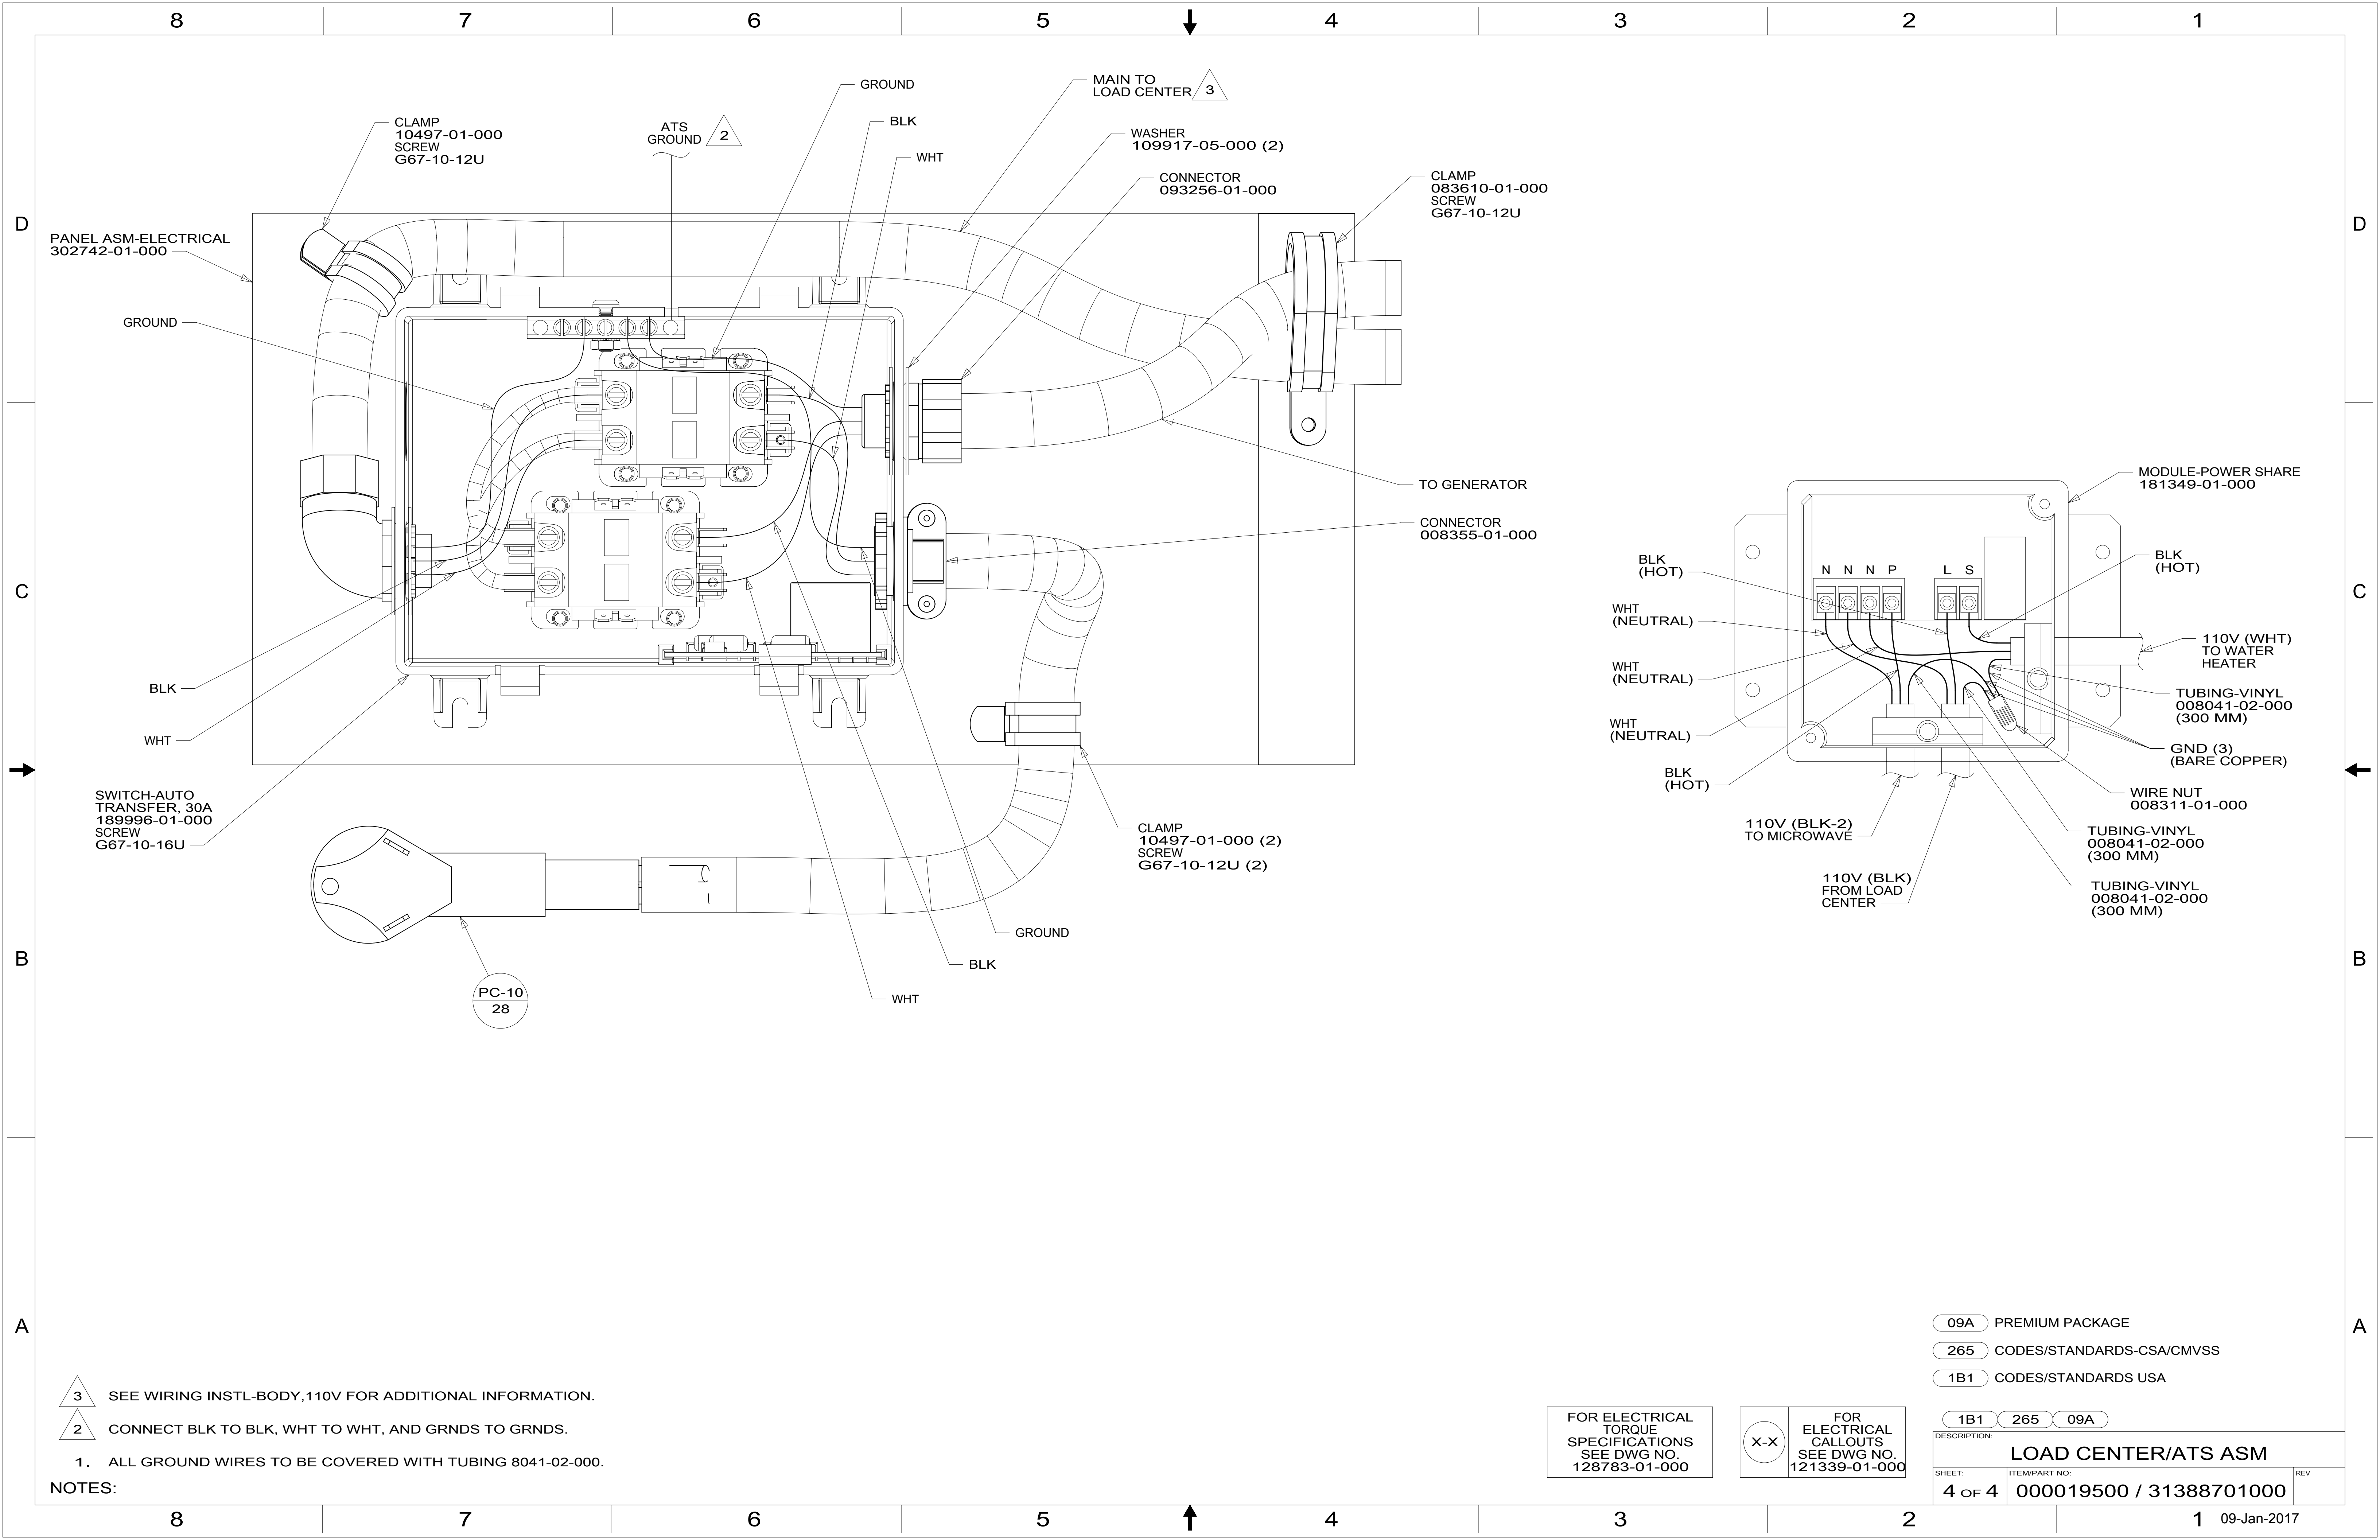 8 7 6 5 4 3 2 1
D
C
B
A
CLAMP
10497-01-000
SCREW
G67-10-12U
ATS
GROUND 2
GROUND
BLK
WHT
MAIN TO
LOAD CENTER 3
WASHER
109917-05-000 (2)
CONNECTOR
093256-01-000
CLAMP
083610-01-000
SCREW
G67-10-12U
PANEL ASM-ELECTRICAL
302742-01-000
GROUND
TO GENERATOR
CONNECTOR
008355-01-000
BLK
WHT
SWITCH-AUTO
TRANSFER, 30A
189996-01-000
SCREW
G67-10-16U
CLAMP
10497-01-000 (2)
SCREW
G67-10-12U (2)
GROUND
BLK
WHT
PC-10
28
MODULE-POWER SHARE
181349-01-000
BLK
(HOT)
WHT
(NEUTRAL)
WHT
(NEUTRAL)
WHT
(NEUTRAL)
BLK
(HOT)
N N N P L S
BLK
(HOT)
110V (WHT)
TO WATER
HEATER
TUBING-VINYL
008041-02-000
(300 MM)
GND (3)
(BARE COPPER)
WIRE NUT
008311-01-000
TUBING-VINYL
008041-02-000
(300 MM)
TUBING-VINYL
008041-02-000
(300 MM)
110V (BLK-2)
TO MICROWAVE
110V (BLK)
FROM LOAD
CENTER
D
C
B
A
3 SEE WIRING INSTL-BODY,110V FOR ADDITIONAL INFORMATION.
2 CONNECT BLK TO BLK, WHT TO WHT, AND GRNDS TO GRNDS.
1. ALL GROUND WIRES TO BE COVERED WITH TUBING 8041-02-000.
NOTES:
FOR ELECTRICAL
TORQUE
SPECIFICATIONS
SEE DWG NO.
128783-01-000
X-X
FOR
ELECTRICAL
CALLOUTS
SEE DWG NO.
121339-01-000
09A PREMIUM PACKAGE
265 CODES/STANDARDS-CSA/CMVSS
1B1 CODES/STANDARDS USA
1B1 265 09A
DESCRIPTION:
LOAD CENTER/ATS ASM
SHEET:
4 OF 4
ITEM/PART NO:
000019500 / 31388701000
REV
8 7 6 5 4 3 2 1
09-Jan-2017